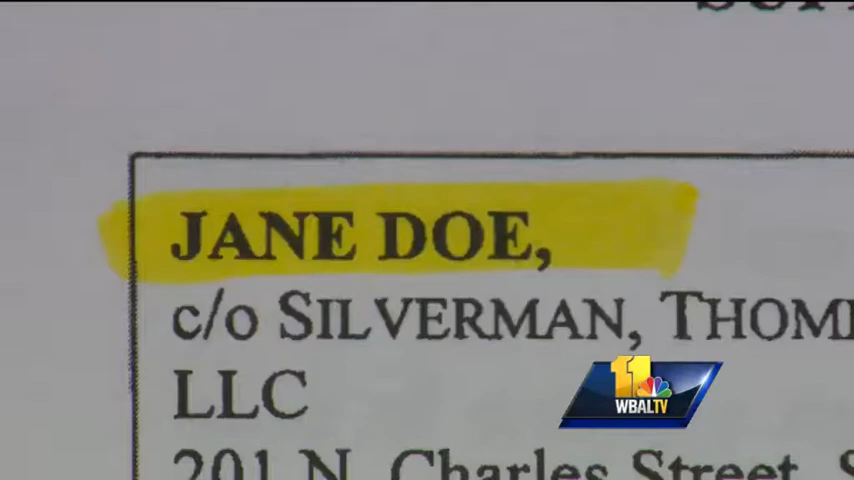 JANE DOE,
c/o SILVERMAN, THOM
LLC
201 N. Charles Street, S
11
WBALTV